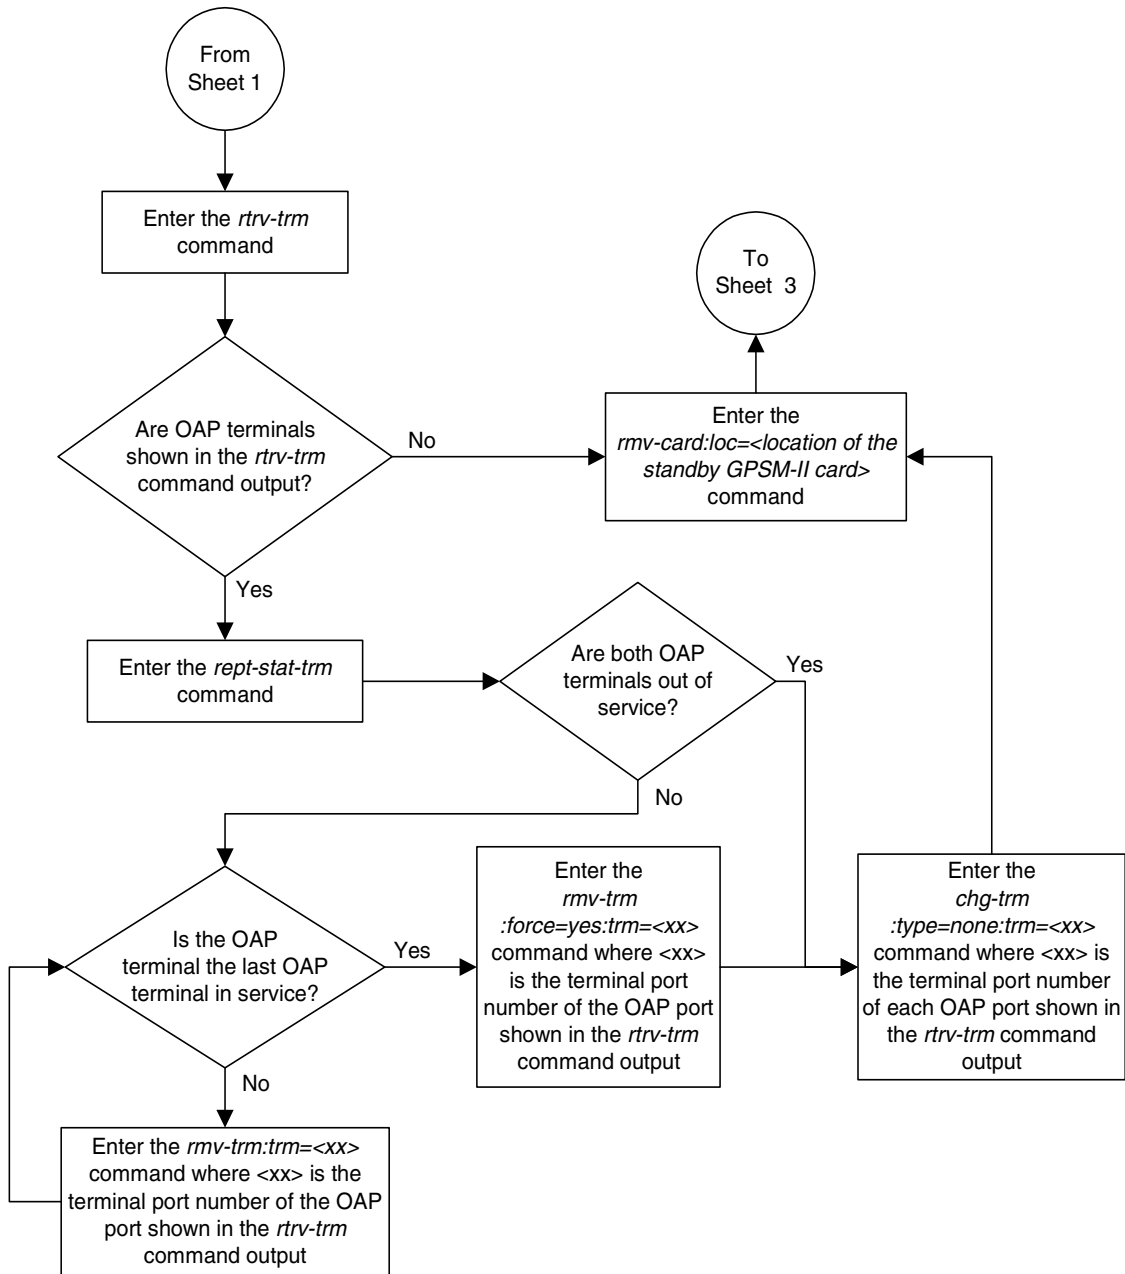 From
Sheet 1
Enter the rtrv-trm
command
To
Sheet 3
Are OAP terminals
shown in the rtrv-trm
command output?
No
Enter the
rmv-card:loc=<location of the
standby GPSM-II card>
command
Yes
Enter the rept-stat-trm
command
Are both OAP
terminals out of
service?
Yes
No
Is the OAP
terminal the last OAP
terminal in service?
Yes
Enter the
rmv-trm
:force=yes:trm=<xx>
command where <xx>
is the terminal port
number of the OAP port
shown in the rtrv-trm
command output
Enter the
chg-trm
:type=none:trm=<xx>
command where <xx> is
the terminal port number
of each OAP port shown in
the rtrv-trm command
output
No
Enter the rmv-trm:trm=<xx>
command where <xx> is the
terminal port number of the OAP
port shown in the rtrv-trm
command output